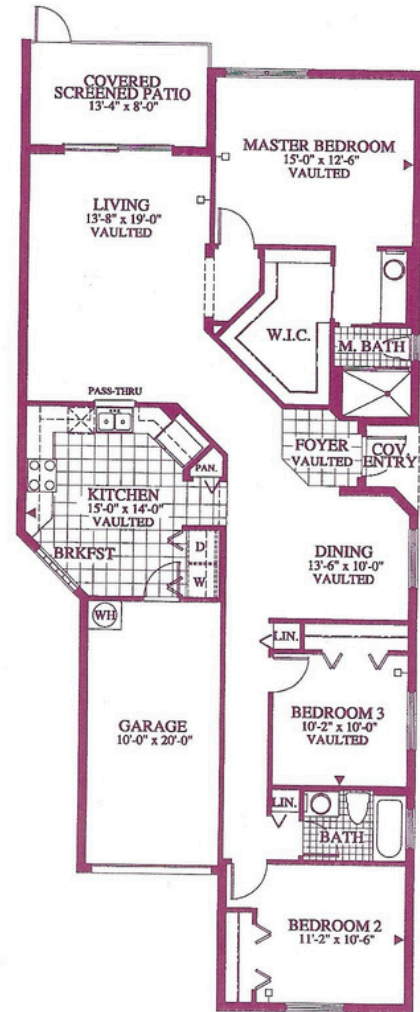 COVERED
SCREENED PATIO
13'-4" x 8'-0"
MASTER BEDROOM
15'-0 x 12'-6"
VAULTED
LIVING
13'-8" x 19'-0"
VAULTED
W.I.C.
M. BATH
PASS-THRU
FOYER
VAULTED
COV
ENTRY
PAN.
KITCHEN
15'-0" x 14'-0"
VAULTED
BRKFST
D
W
DINING
13'-6" x 10'-0"
VAULTED
WH
LIN.
GARAGE
10'-0" x 20'-0"
BEDROOM 3
10'-2" x 10'-0"
VAULTED
LIN.
BATH
BEDROOM 2
11'-2" x 10'-6"